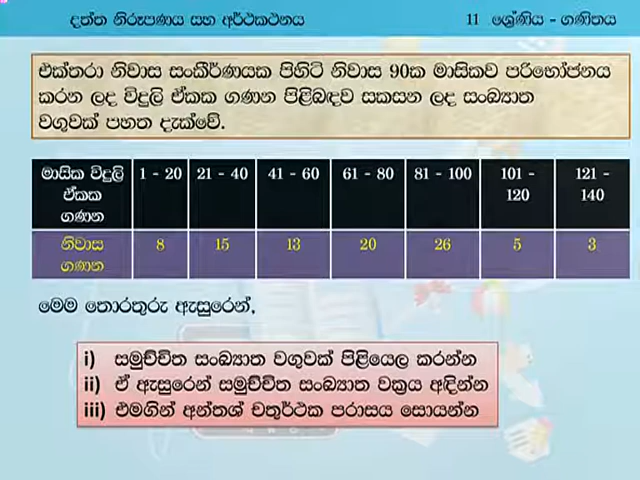 දත්ත නිරූපණය සහ අර්ථකථනය 11 ශ්‍රේණිය - ගණිතය
එක්තරා නිවාස සංකීර්ණයක පිහිටි නිවාස 90ක මාසිකව පරිභෝජනය
කරන ලද විදුලි ඒකක ගණන පිළිබඳව සකසන ලද සංඛ්‍යාත
වගුවක් පහත දැක්වේ.
මාසික විදුලි ඒකක ගණන 1 - 20 21 - 40 41 - 60 61 - 80 81 - 100 101 - 120 121 - 140
නිවාස ගණන 8 15 13 20 26 5 3
මෙම තොරතුරු ඇසුරෙන්,
i) සමුච්චිත සංඛ්‍යාත වගුවක් පිළියෙල කරන්න
ii) ඒ ඇසුරෙන් සමුච්චිත සංඛ්‍යාත වක්‍රය අඳින්න
iii) එමගින් අන්තශ් චතුර්ථක පරාසය සොයන්න